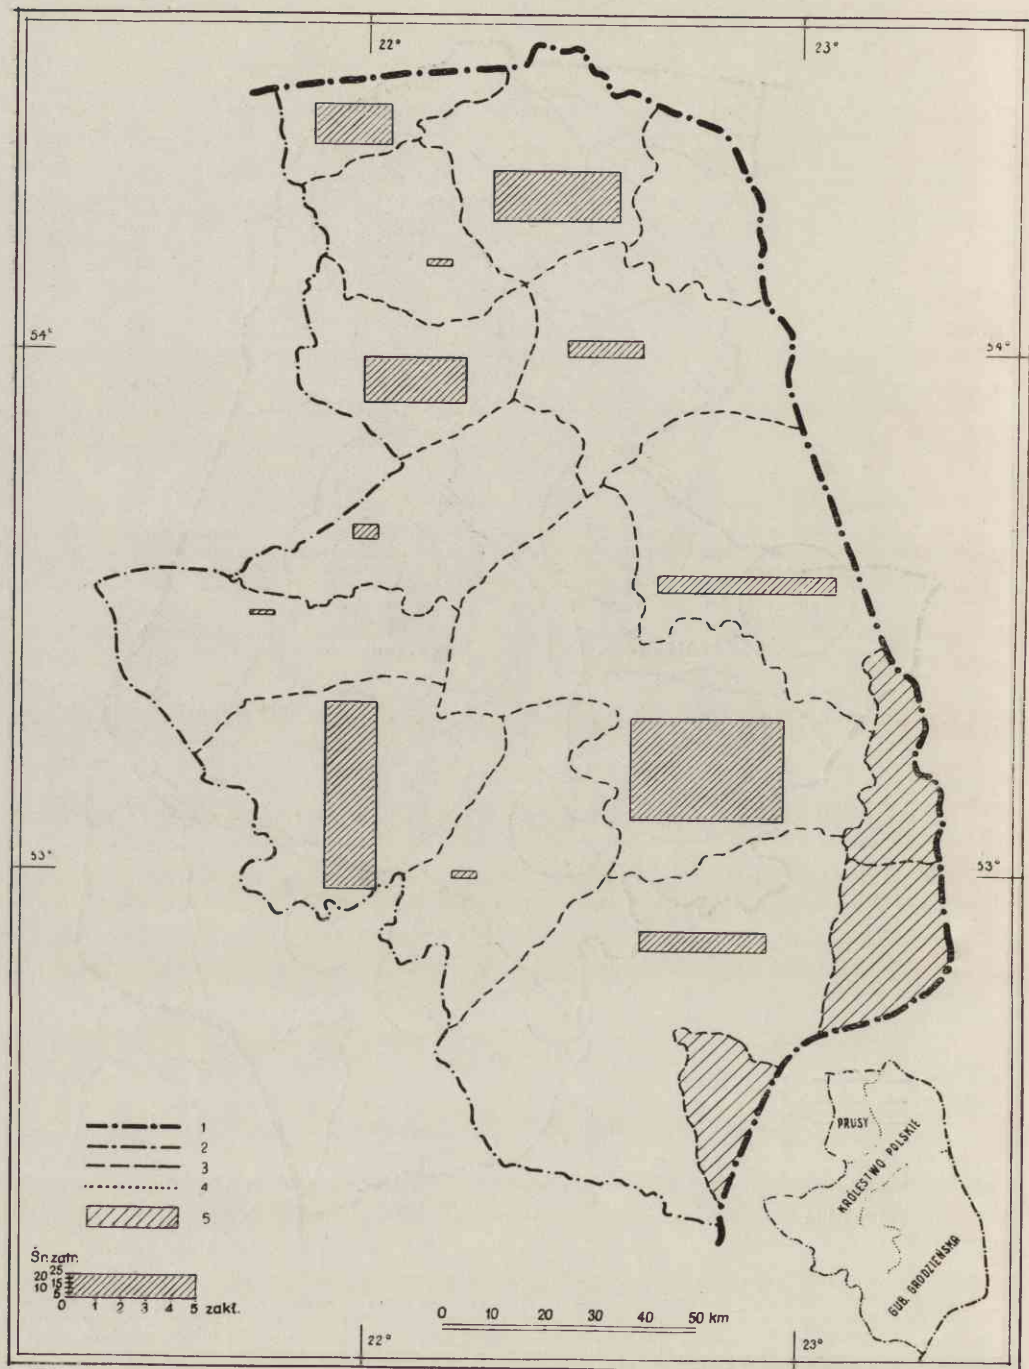 22° 23°
54° 54°
53° 53°
1
2
3
4
5
PRUSY
KRÓLESTWO POLSKIE
GUB. GRODZIEŃSKA
Śr. zatr.
25
20
15
10
5
0 1 2 3 4 5 zakł.
0 10 20 30 40 50 km
22° 23°